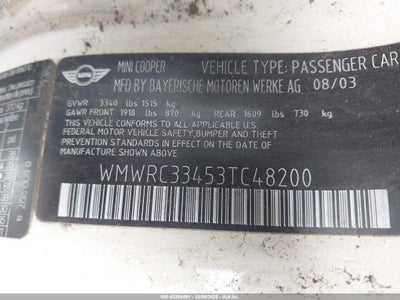 MINI
MINI COOPER
VEHICLE TYPE: PASSENGER CAR
MFD BY BAYERISCHE MOTOREN WERKE AG 08/03
GVWR 3340 lbs 1515 kg
GAWR FRONT 1918 lbs 870 kg REAR 1609 lbs 730 kg
THIS VEHICLE CONFORMS TO ALL APPLICABLE U.S.
FEDERAL MOTOR VEHICLE SAFETY, BUMPER AND THEFT
PREVENTION STANDARDS IN EFFECT ON THE DATE OF
MANUFACTURE SHOWN ABOVE.
WMWRC33453TC48200